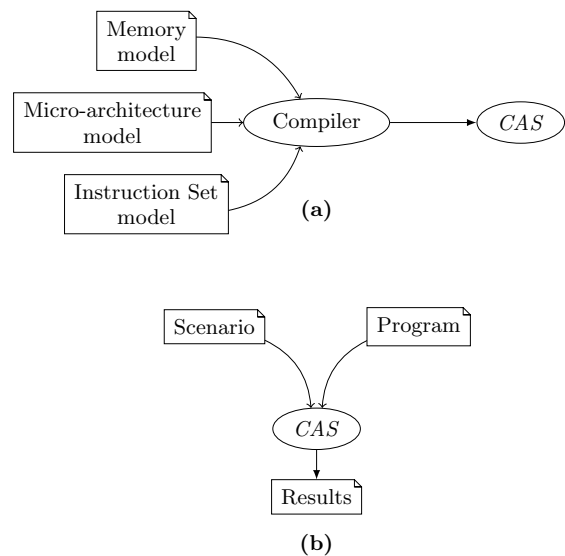 Memory
model
Micro-architecture
model
Compiler
CAS
Instruction Set
model
(a)
Scenario
Program
CAS
Results
(b)